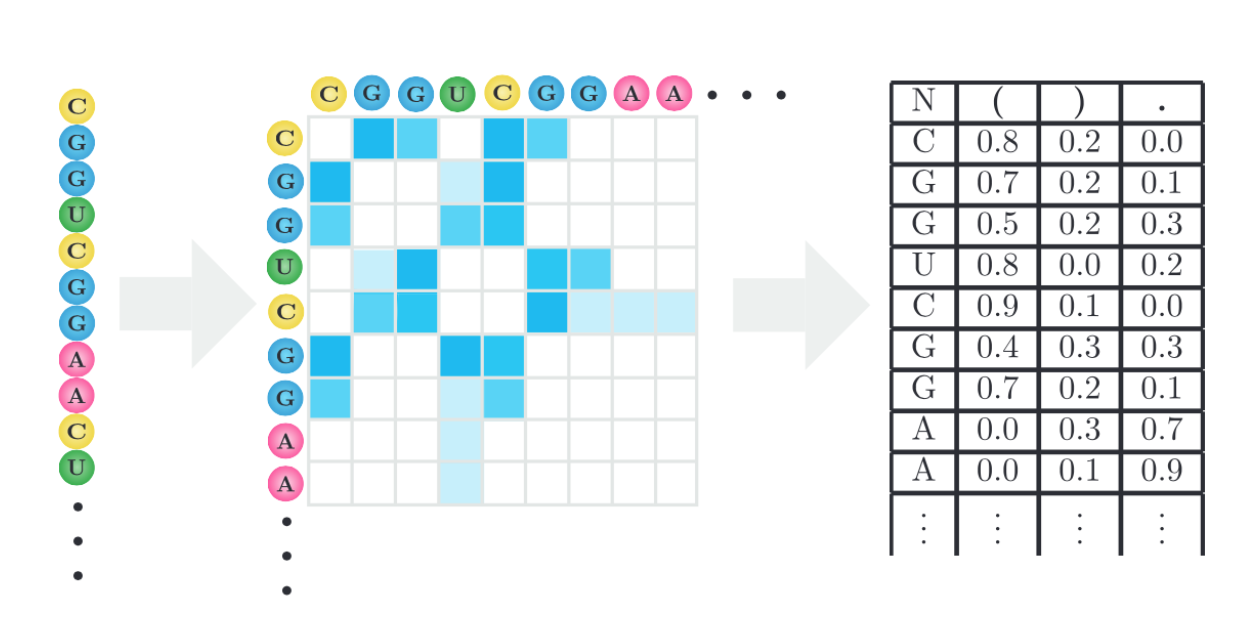 C
G
G
U
C
G
G
A
A
C
U
C G G U C G G A A
C
G
G
U
C
G
G
A
A
N ( ) .
C 0.8 0.2 0.0
G 0.7 0.2 0.1
G 0.5 0.2 0.3
U 0.8 0.0 0.2
C 0.9 0.1 0.0
G 0.4 0.3 0.3
G 0.7 0.2 0.1
A 0.0 0.3 0.7
A 0.0 0.1 0.9
⋮ ⋮ ⋮ ⋮